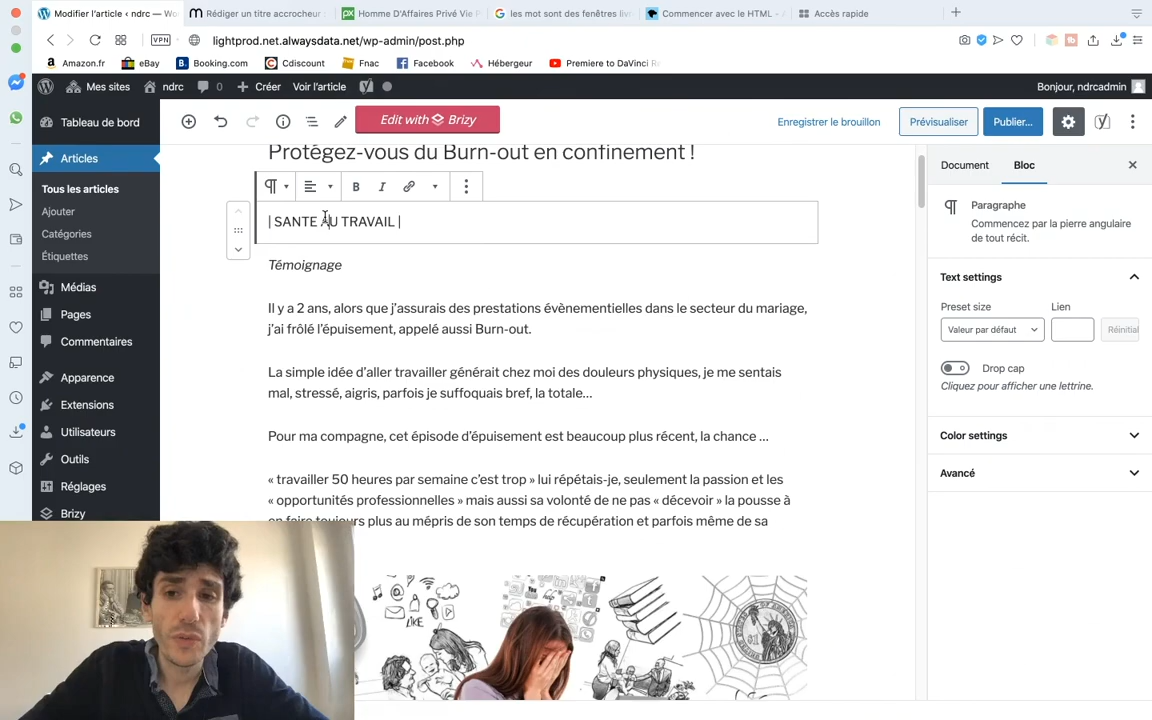 Modifier l'article ‹ ndrc — Wo
Rédiger un titre accrocheur :
Homme D'Affaires Privé Vie P
les mot sont des fenêtres livr
Commencer avec le HTML - A
Accès rapide
VPN
lightprod.net.alwaysdata.net/wp-admin/post.php
Amazon.fr
eBay
Booking.com
Cdiscount
Fnac
Facebook
Hébergeur
Premiere to DaVinci Re
Mes sites
ndrc
0
Créer
Voir l'article
Bonjour, ndrcadmin
Tableau de bord
Articles
Tous les articles
Ajouter
Catégories
Étiquettes
Médias
Pages
Commentaires
Apparence
Extensions
Utilisateurs
Outils
Réglages
Brizy
Edit with Brizy
Enregistrer le brouillon
Prévisualiser
Publier…
Protégez-vous du Burn-out en confinement !
B
I
| SANTE AU TRAVAIL |
Témoignage
Il y a 2 ans, alors que j'assurais des prestations évènementielles dans le secteur du mariage,
j'ai frôlé l'épuisement, appelé aussi Burn-out.
La simple idée d'aller travailler générait chez moi des douleurs physiques, je me sentais
mal, stressé, aigris, parfois je suffoquais bref, la totale…
Pour ma compagne, cet épisode d'épuisement est beaucoup plus récent, la chance …
« travailler 50 heures par semaine c'est trop » lui répétais-je, seulement la passion et les
« opportunités professionnelles » mais aussi sa volonté de ne pas « décevoir » la pousse à
en faire toujours plus au mépris de son temps de récupération et parfois même de sa
LIKE
Document
Bloc
Paragraphe
Commencez par la pierre angulaire
de tout récit.
Text settings
Preset size
Lien
Valeur par défaut
Réinitial
Drop cap
Cliquez pour afficher une lettrine.
Color settings
Avancé